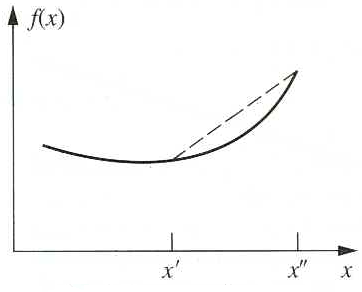 f(x)
x′ x″ x